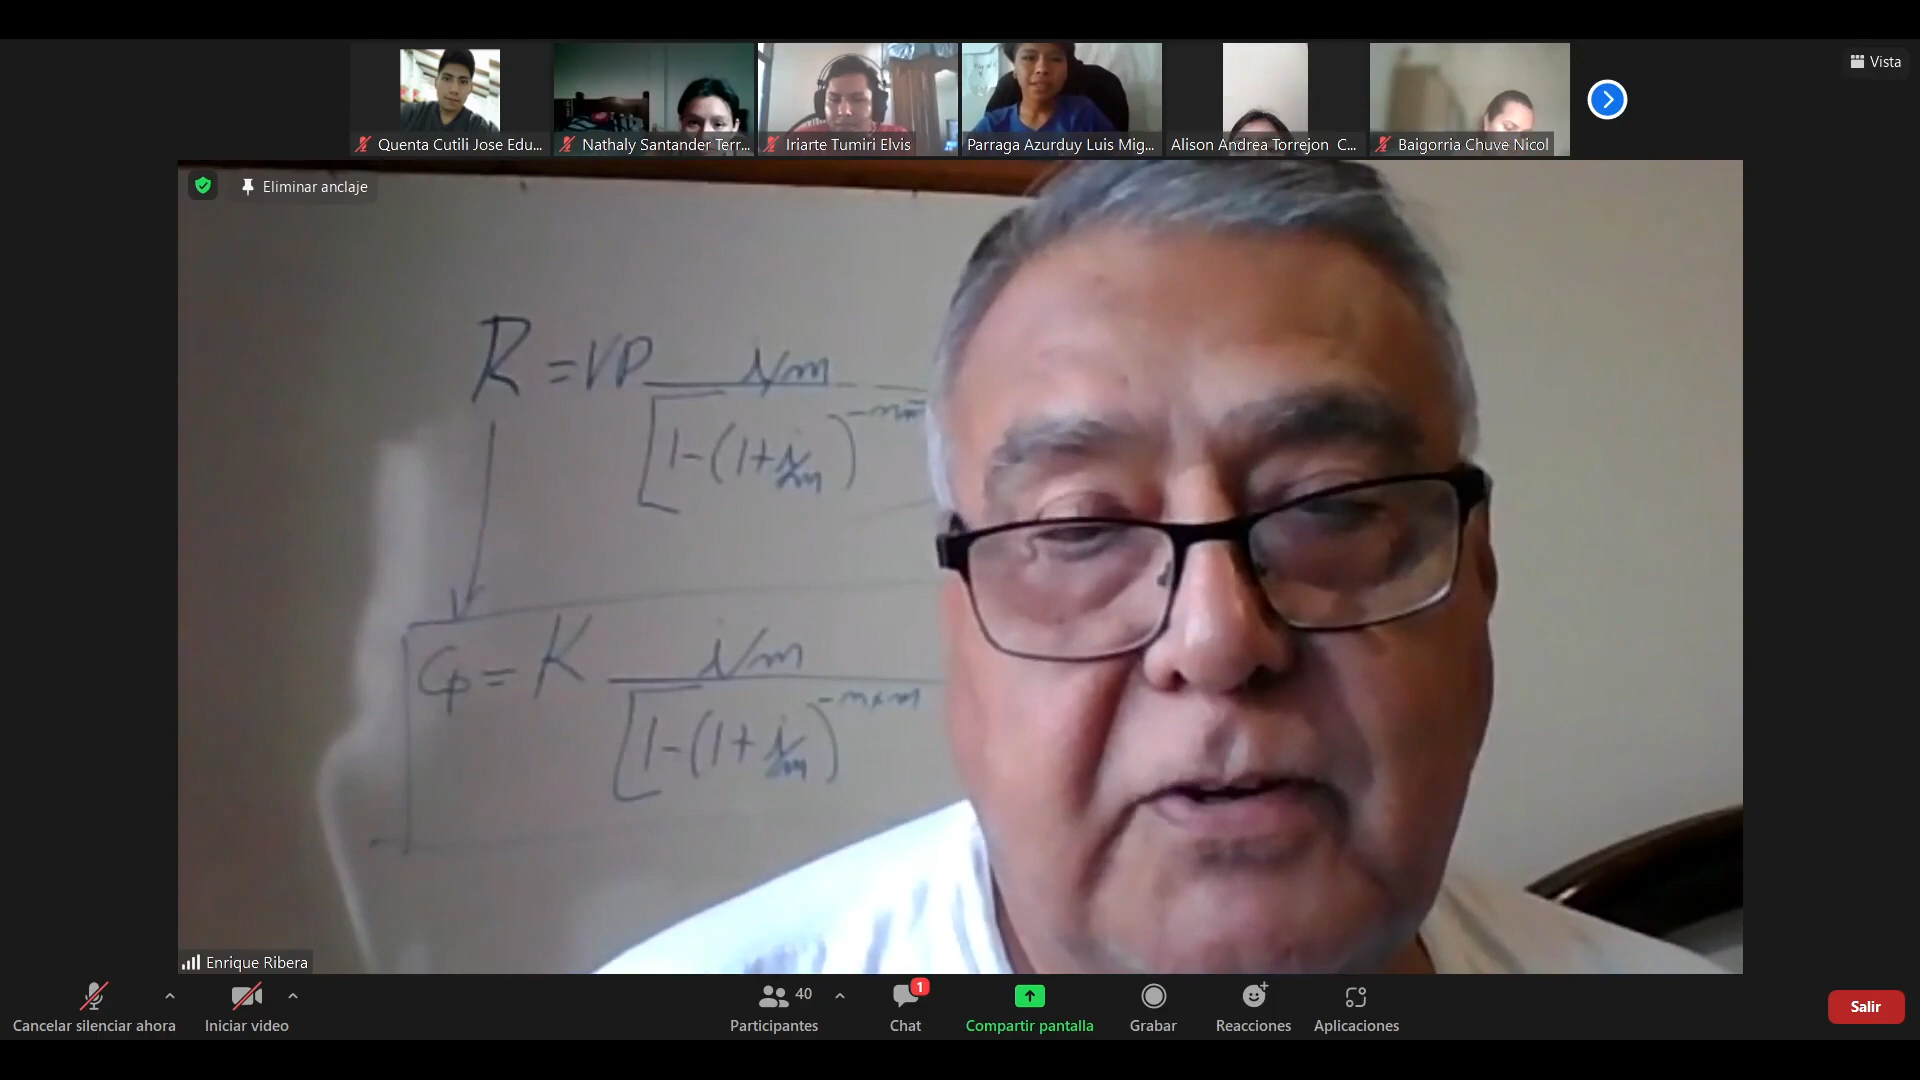 Vista
Quenta Cutili Jose Edu...
Nathaly Santander Terr...
Iriarte Tumiri Elvis
Parraga Azurduy Luis Mig...
Alison Andrea Torrejon C...
Baigorria Chuve Nicol
Eliminar anclaje
R = VP i/m
[1-(1+i/m)^-n
Cp = K i/m
[1-(1+i/m)^-n×m
Enrique Ribera
40
1
Cancelar silenciar ahora
Iniciar video
Participantes
Chat
Compartir pantalla
Grabar
Reacciones
Aplicaciones
Salir